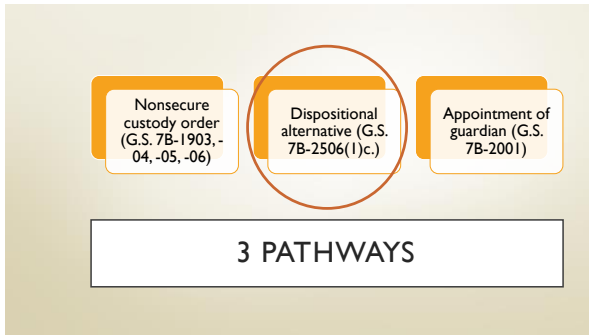 Nonsecure
custody order
(G.S. 7B-1903, -
04, -05, -06)
Dispositional
alternative (G.S.
7B-2506(1)c.)
Appointment of
guardian (G.S.
7B-2001)
3 PATHWAYS